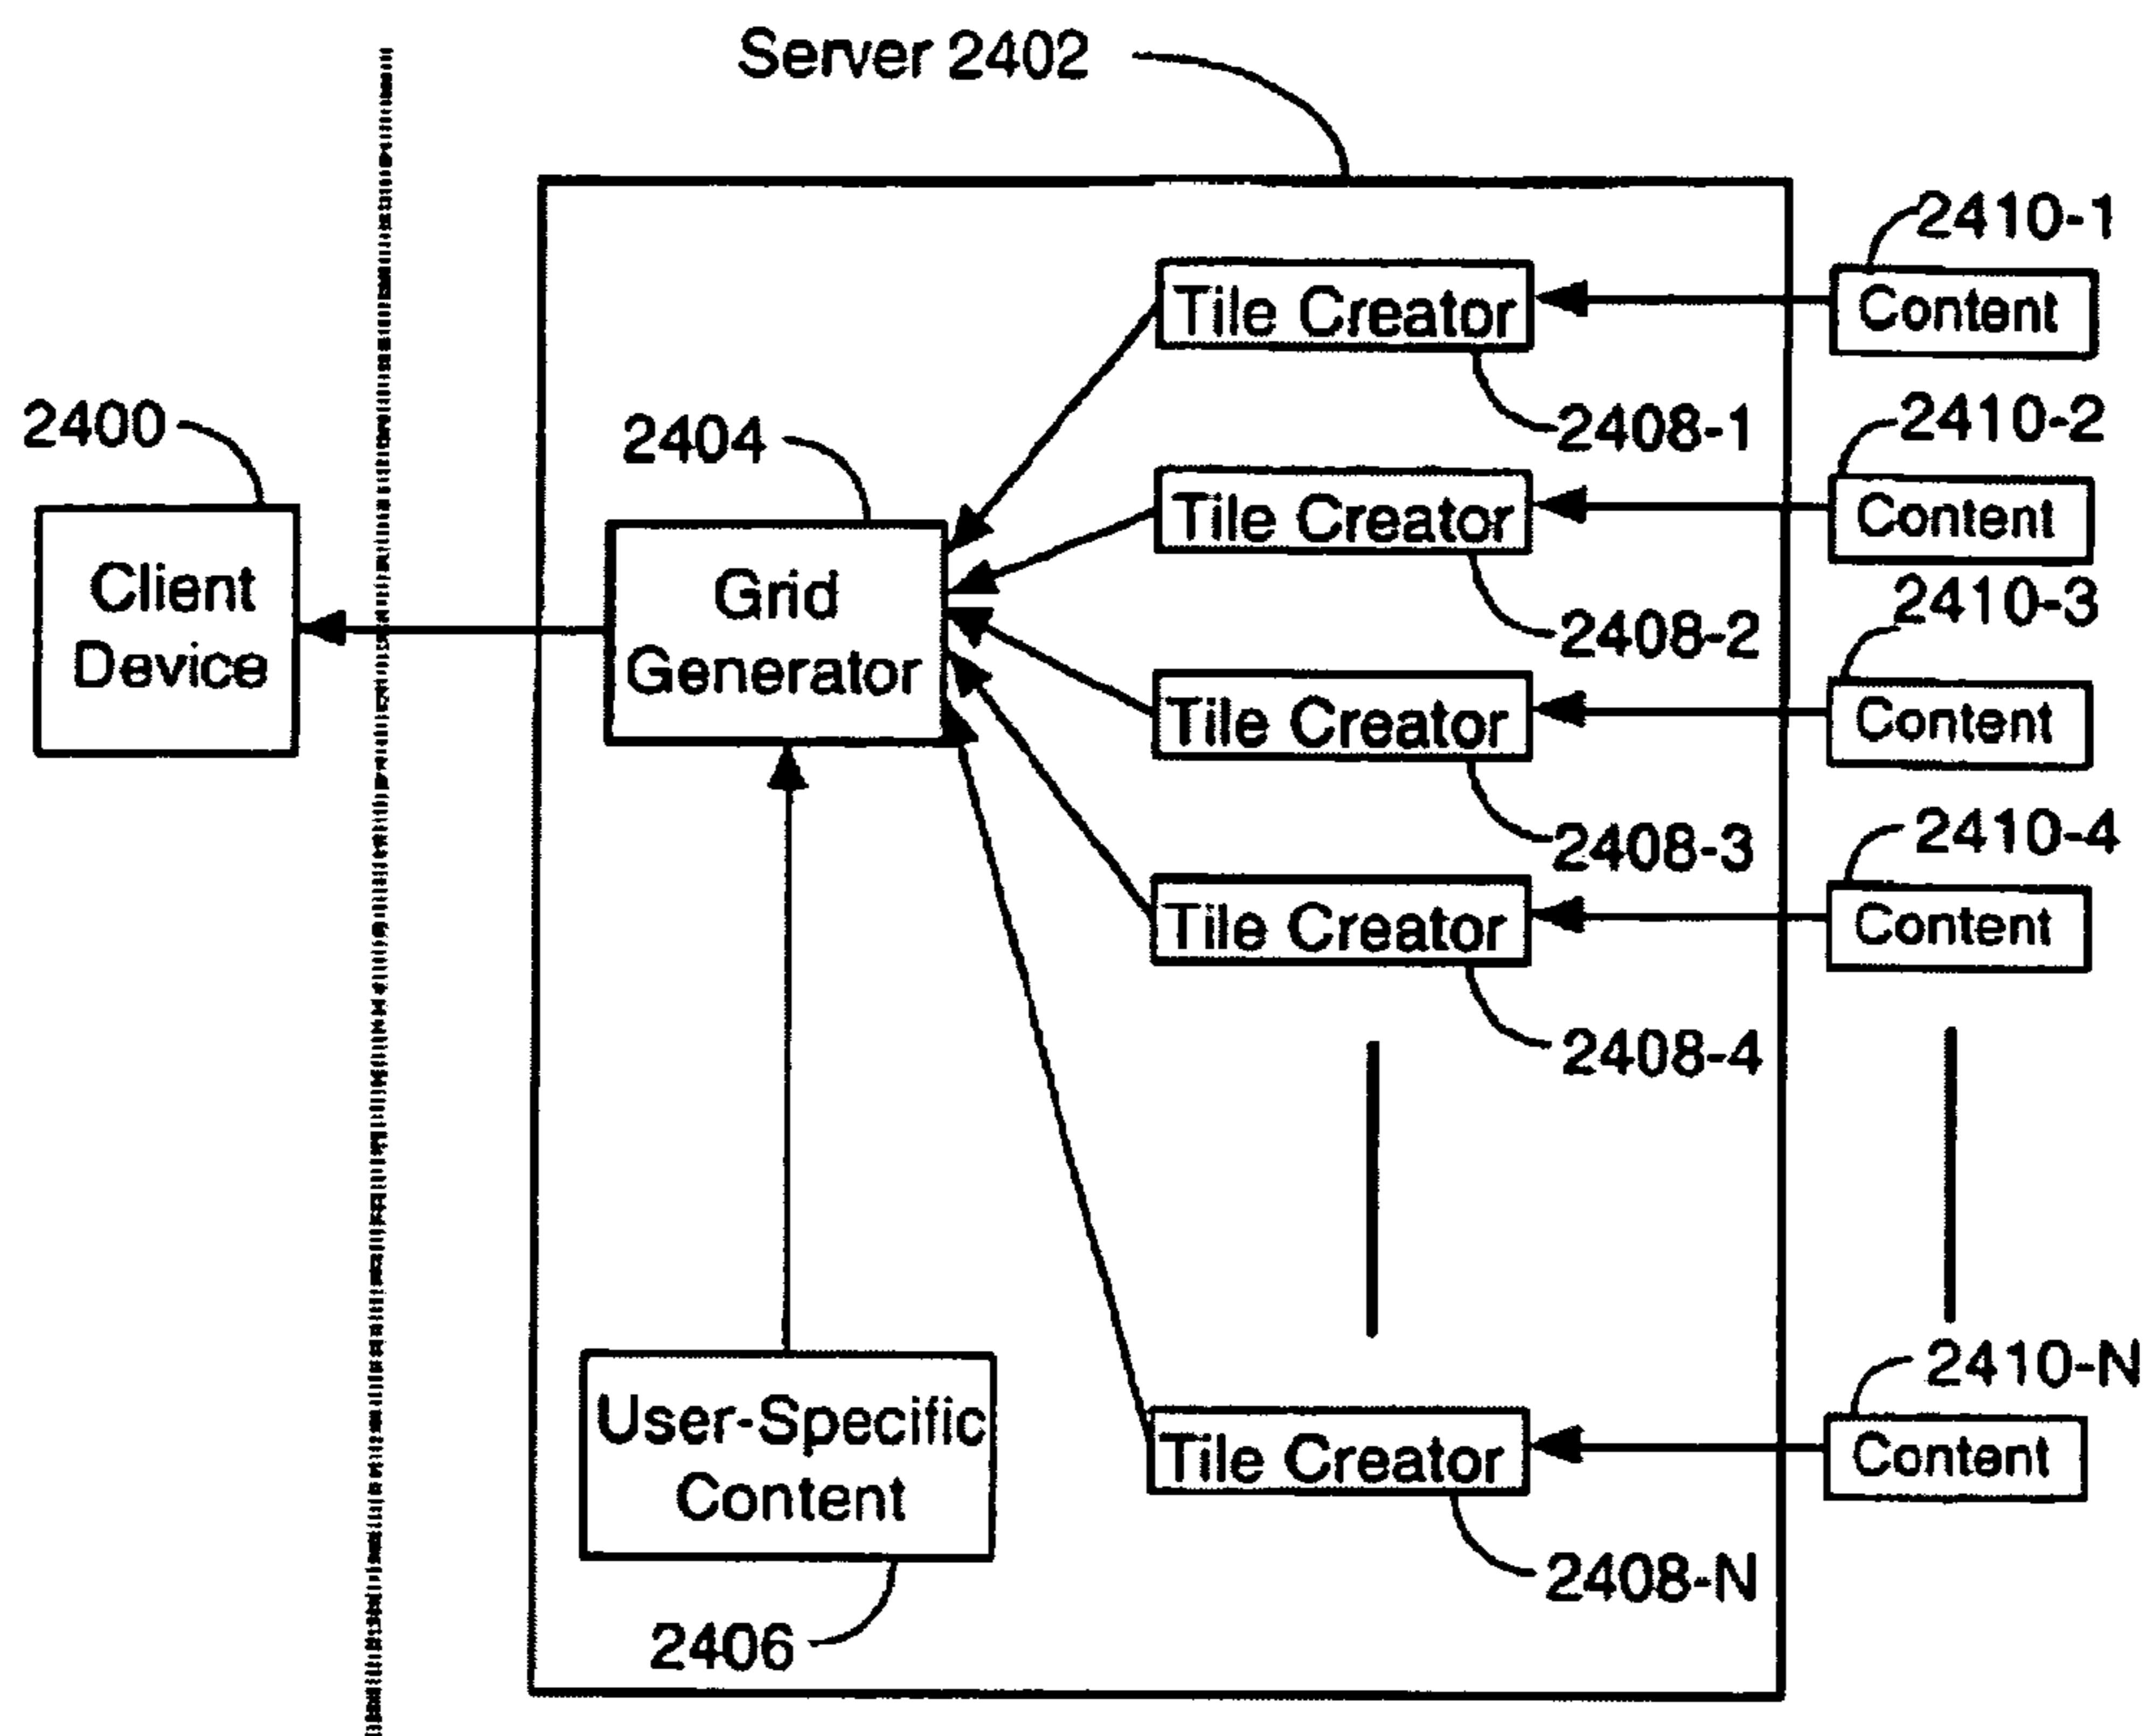 Server 2402
2410-1
Tile Creator
Content
2408-1
2400
2404
2410-2
Tile Creator
Content
2408-2
Client
Device
Grid
Generator
2410-3
Tile Creator
Content
2408-3
2410-4
Tile Creator
Content
2408-4
2410-N
User-Specific
Content
Tile Creator
Content
2408-N
2406